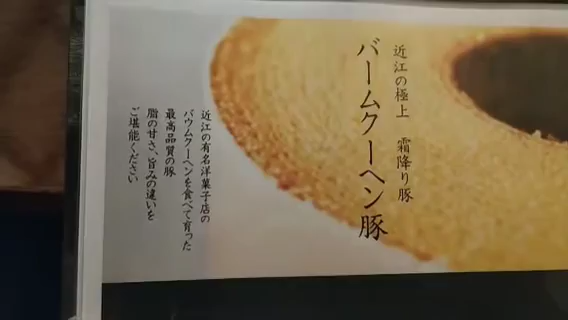 近江の極上 霜降り豚
バームクーヘン豚
近江の有名洋菓子店の
バウムクーヘンを食べて育った
最高品質の豚
脂の甘さ、旨みの違いを
ご堪能ください